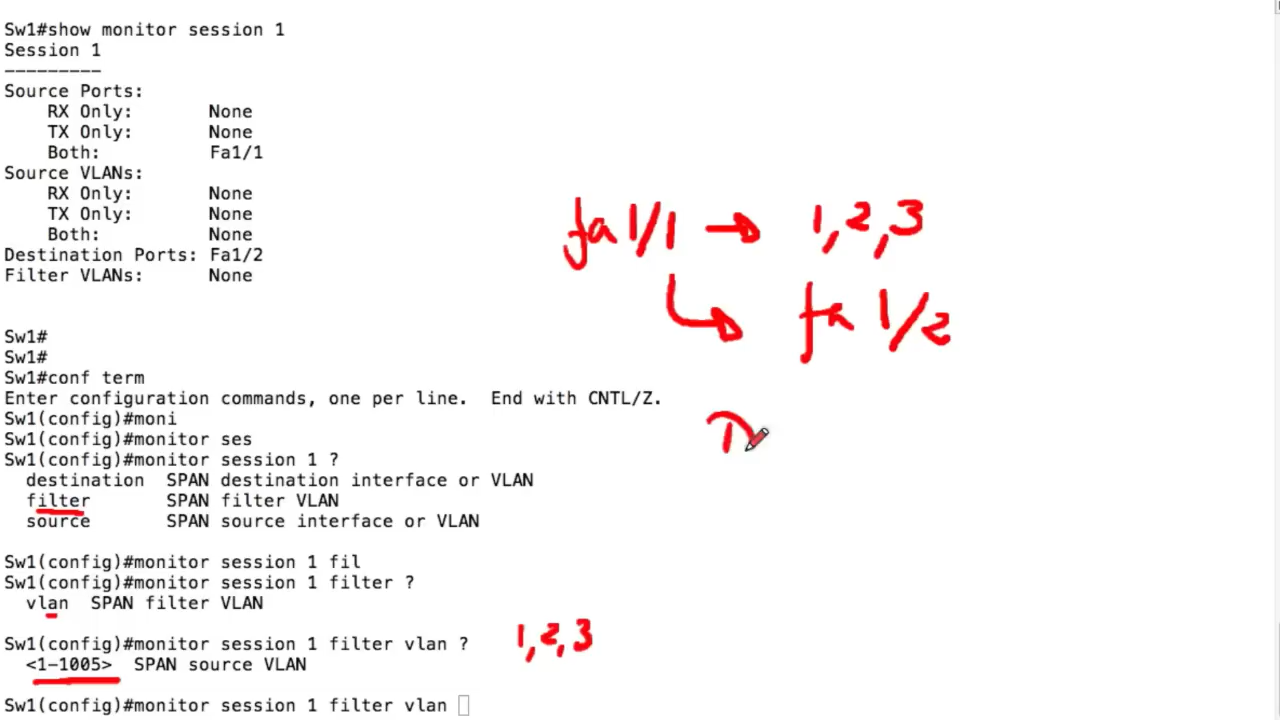 Sw1#show monitor session 1
Session 1
---------
Source Ports:
    RX Only:       None
    TX Only:       None
    Both:          Fa1/1
Source VLANs:
    RX Only:       None
    TX Only:       None
    Both:          None
Destination Ports: Fa1/2
Filter VLANs:      None
fa 1/1 → 1,2,3
fa 1/2
Sw1#
Sw1#
Sw1#conf term
Enter configuration commands, one per line.  End with CNTL/Z.
Sw1(config)#moni
Sw1(config)#monitor ses
Sw1(config)#monitor session 1 ?
  destination  SPAN destination interface or VLAN
  filter       SPAN filter VLAN
  source       SPAN source interface or VLAN
Sw1(config)#monitor session 1 fil
Sw1(config)#monitor session 1 filter ?
  vlan  SPAN filter VLAN
Sw1(config)#monitor session 1 filter vlan ?
1,2,3
  <1-1005>  SPAN source VLAN
Sw1(config)#monitor session 1 filter vlan